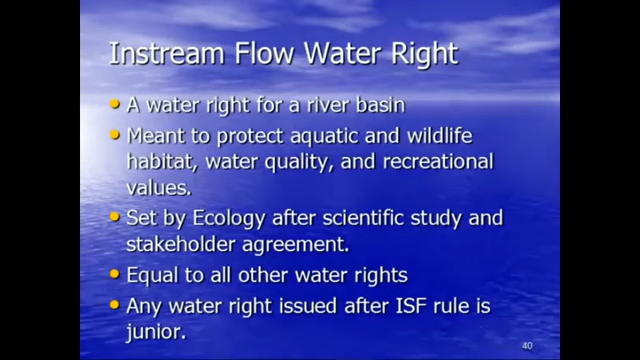 Instream Flow Water Right
• A water right for a river basin
• Meant to protect aquatic and wildlife
habitat, water quality, and recreational
values.
• Set by Ecology after scientific study and
stakeholder agreement.
• Equal to all other water rights
• Any water right issued after ISF rule is
junior.
40